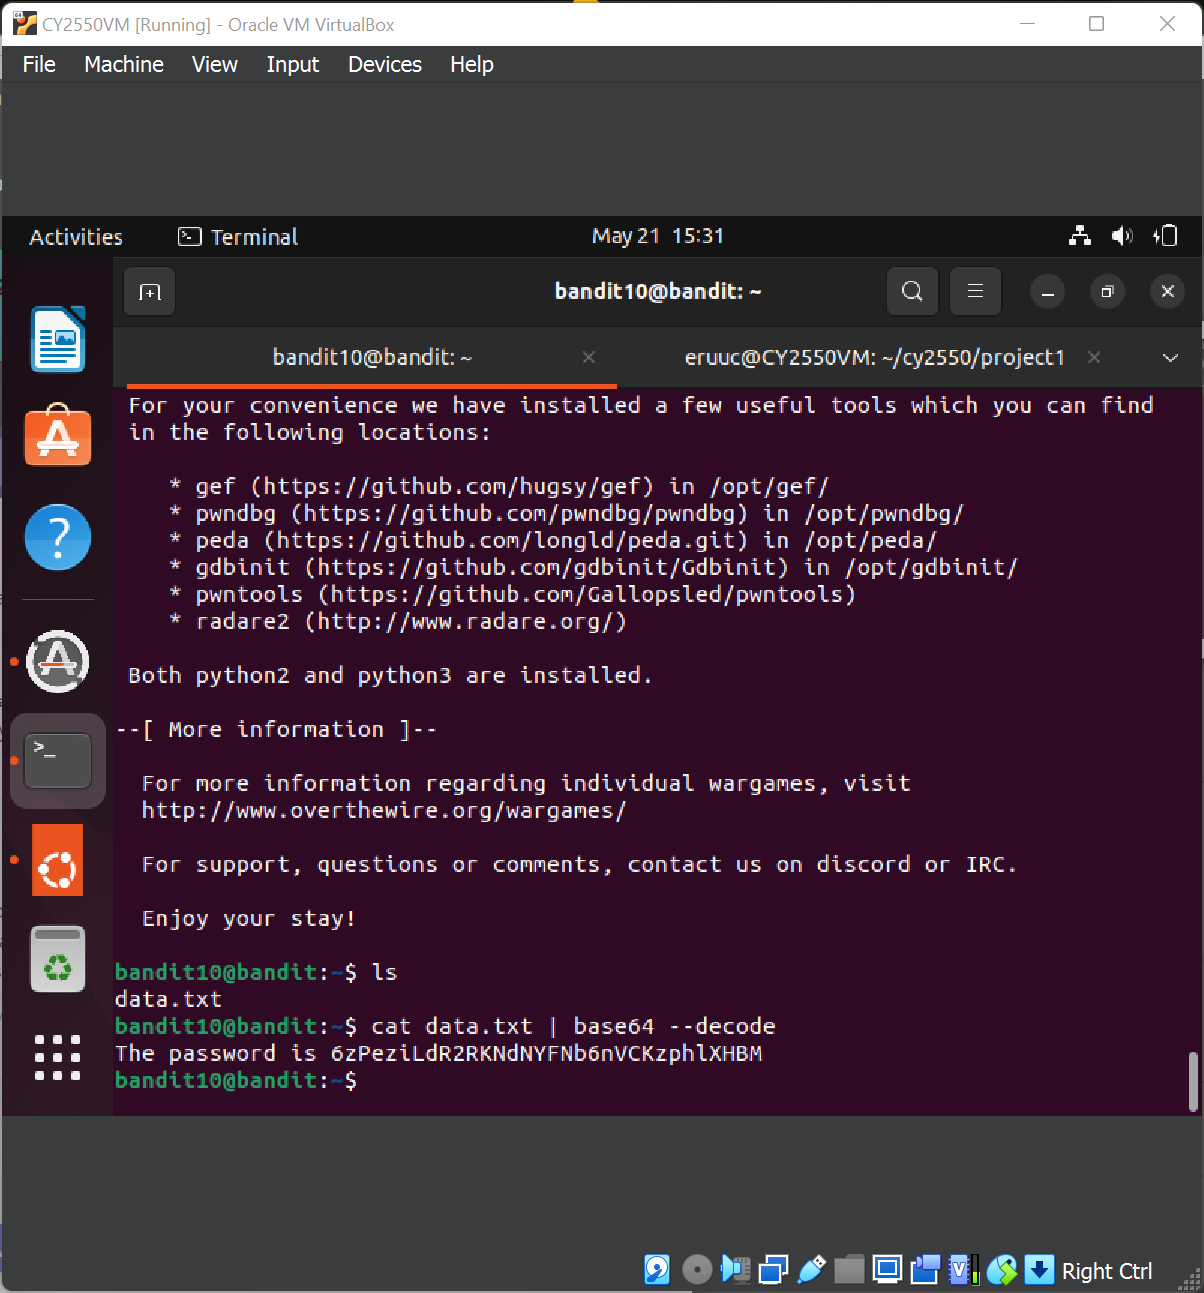 CY2550VM [Running] - Oracle VM VirtualBox
File Machine View Input Devices Help
Activities Terminal May 21 15:31
bandit10@bandit: ~
bandit10@bandit: ~ eruuc@CY2550VM: ~/cy2550/project1
For your convenience we have installed a few useful tools which you can find
in the following locations:
* gef (https://github.com/hugsy/gef) in /opt/gef/
* pwndbg (https://github.com/pwndbg/pwndbg) in /opt/pwndbg/
* peda (https://github.com/longld/peda.git) in /opt/peda/
* gdbinit (https://github.com/gdbinit/Gdbinit) in /opt/gdbinit/
* pwntools (https://github.com/Gallopsled/pwntools)
* radare2 (http://www.radare.org/)
Both python2 and python3 are installed.
--[ More information ]--
For more information regarding individual wargames, visit
http://www.overthewire.org/wargames/
For support, questions or comments, contact us on discord or IRC.
Enjoy your stay!
bandit10@bandit:~$ ls
data.txt
bandit10@bandit:~$ cat data.txt | base64 --decode
The password is 6zPeziLdR2RKNdNYFNb6nVCKzphlXHBM
bandit10@bandit:~$
Right Ctrl